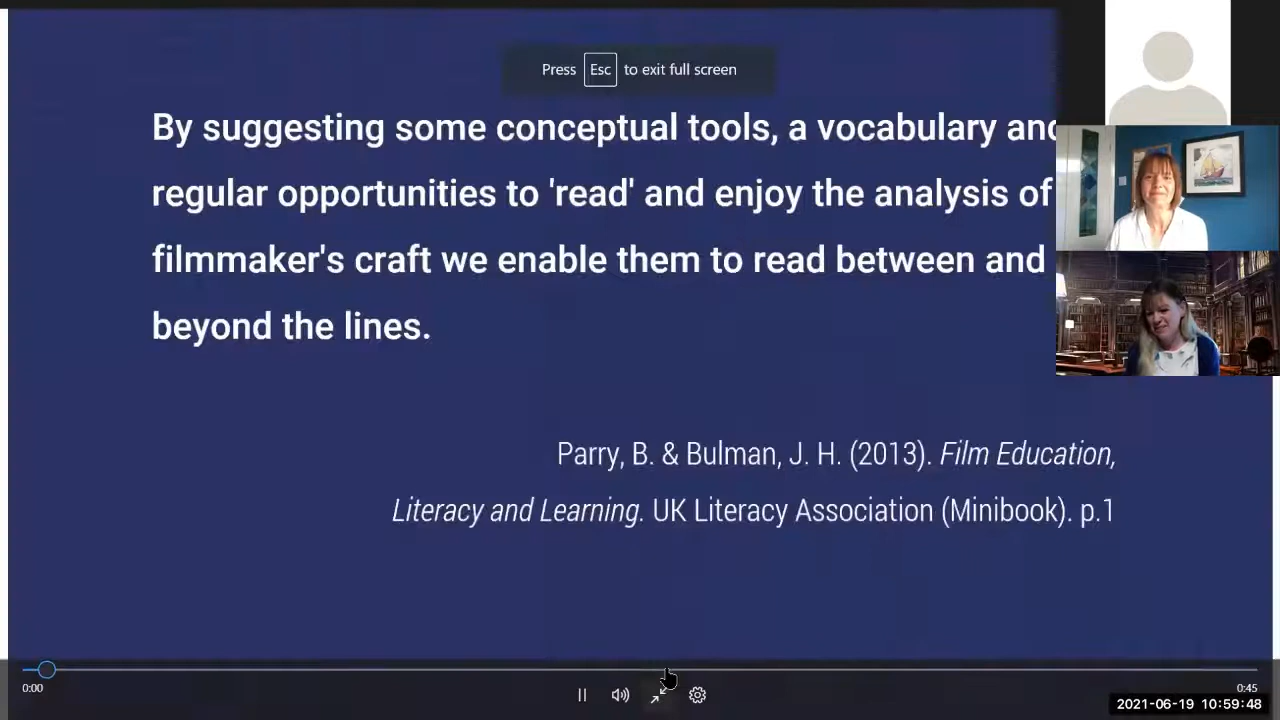 Press Esc to exit full screen
By suggesting some conceptual tools, a vocabulary
regular opportunities to 'read' and enjoy the analysis of
filmmaker's craft we enable them to read between and
beyond the lines.
Parry, B. & Bulman, J. H. (2013). Film Education,
Literacy and Learning. UK Literacy Association (Minibook). p.1
0:00
0:45
2021-06-19 10:59:48